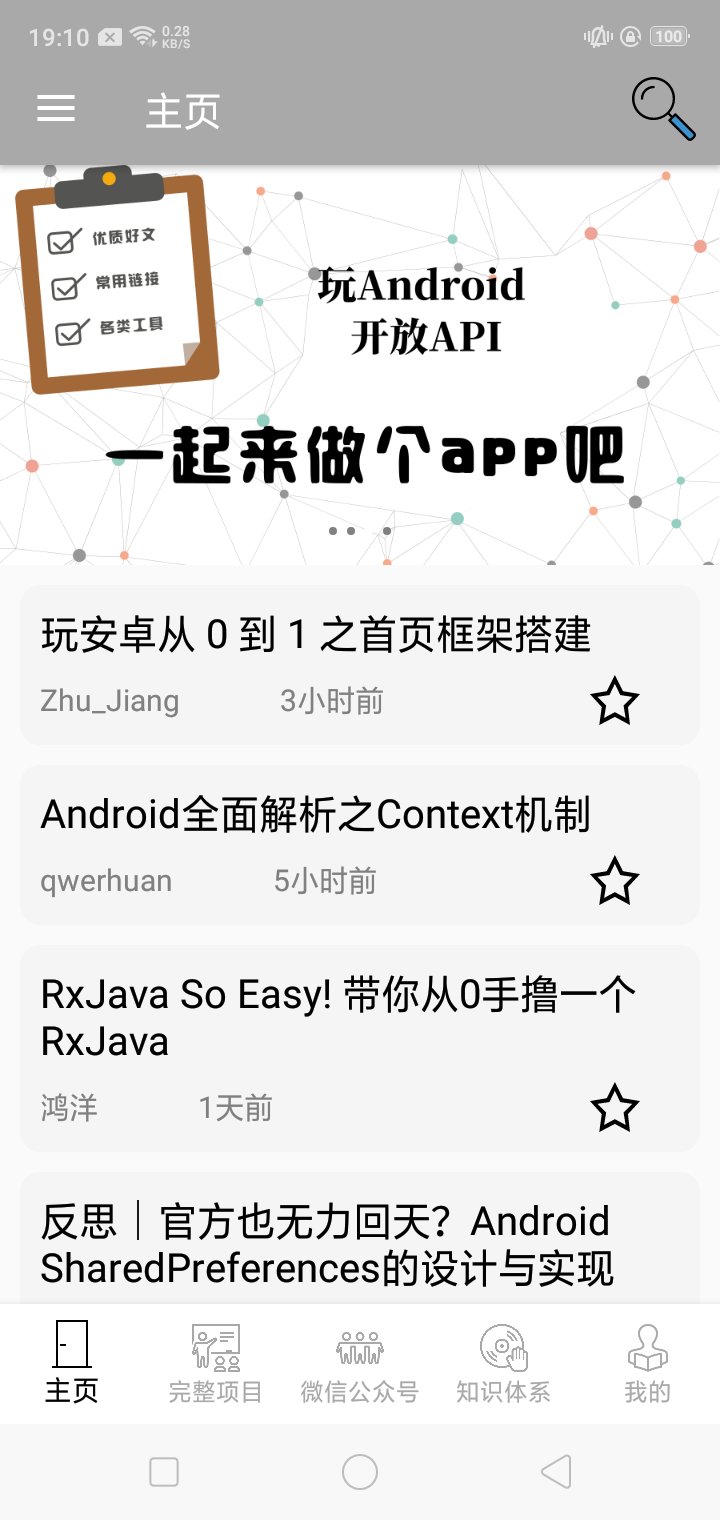 19:10
0.28
KB/S
100
主页
优质好文
常用链接
各类工具
玩Android
开放API
一起来做个app吧
玩安卓从 0 到 1 之首页框架搭建
Zhu_Jiang
3小时前
Android全面解析之Context机制
qwerhuan
5小时前
RxJava So Easy! 带你从0手撸一个
RxJava
鸿洋
1天前
反思｜官方也无力回天？Android
SharedPreferences的设计与实现
主页
完整项目
微信公众号
知识体系
我的